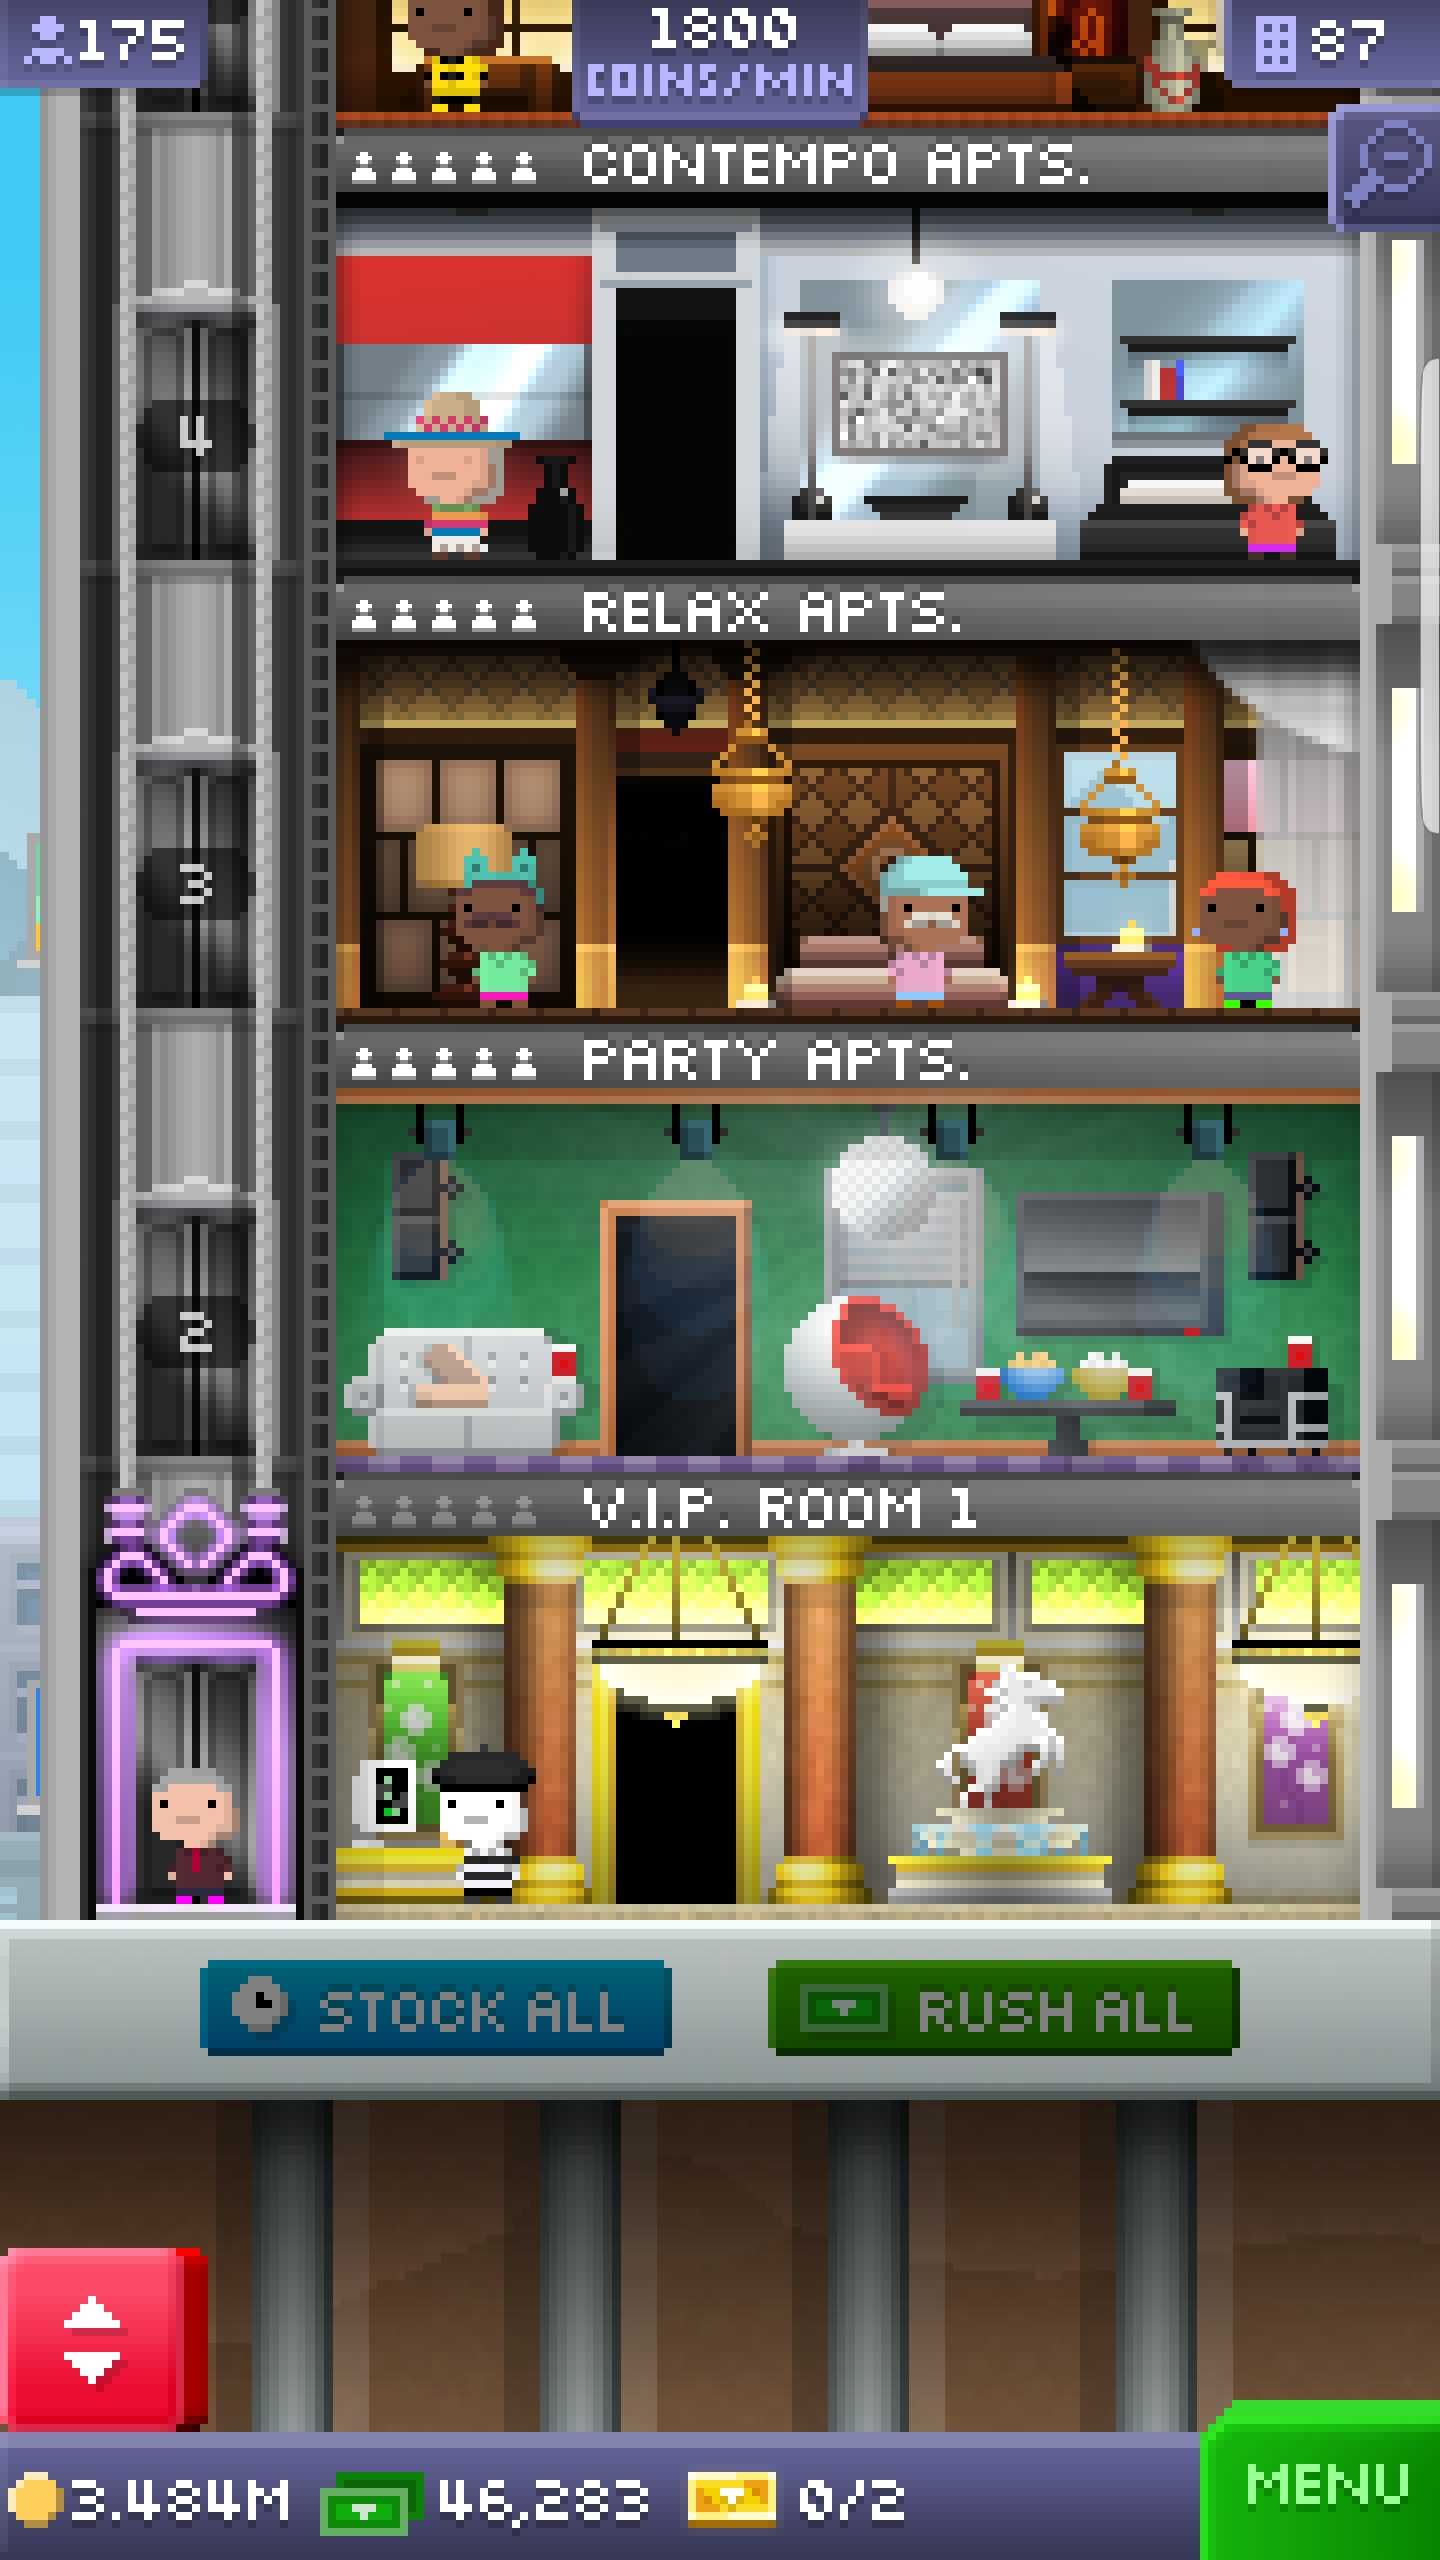 175
1800
COINS/MIN
87
CONTEMPO APTS.
4
RELAX APTS.
3
PARTY APTS.
2
V.I.P. ROOM 1
STOCK ALL
RUSH ALL
3.484M
46,283
0/2
MENU